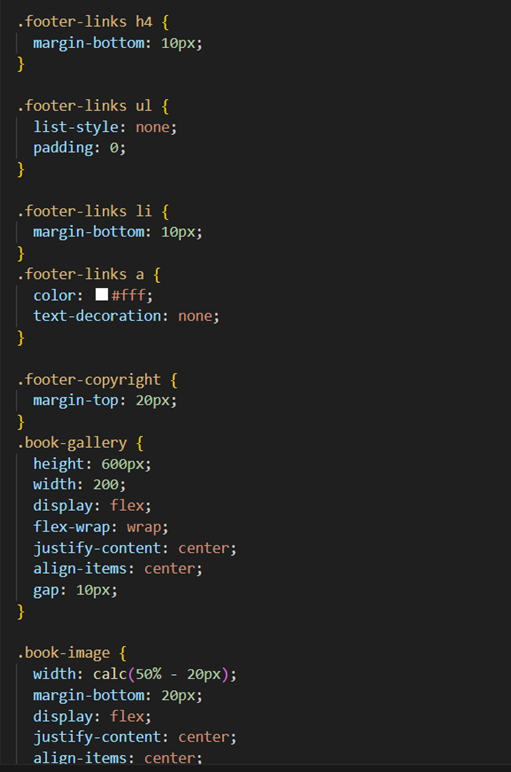 .footer-links h4 {
  margin-bottom: 10px;
}

.footer-links ul {
  list-style: none;
  padding: 0;
}

.footer-links li {
  margin-bottom: 10px;
}
.footer-links a {
  color: #fff;
  text-decoration: none;
}

.footer-copyright {
  margin-top: 20px;
}
.book-gallery {
  height: 600px;
  width: 200;
  display: flex;
  flex-wrap: wrap;
  justify-content: center;
  align-items: center;
  gap: 10px;
}

.book-image {
  width: calc(50% - 20px);
  margin-bottom: 20px;
  display: flex;
  justify-content: center;
  align-items: center;